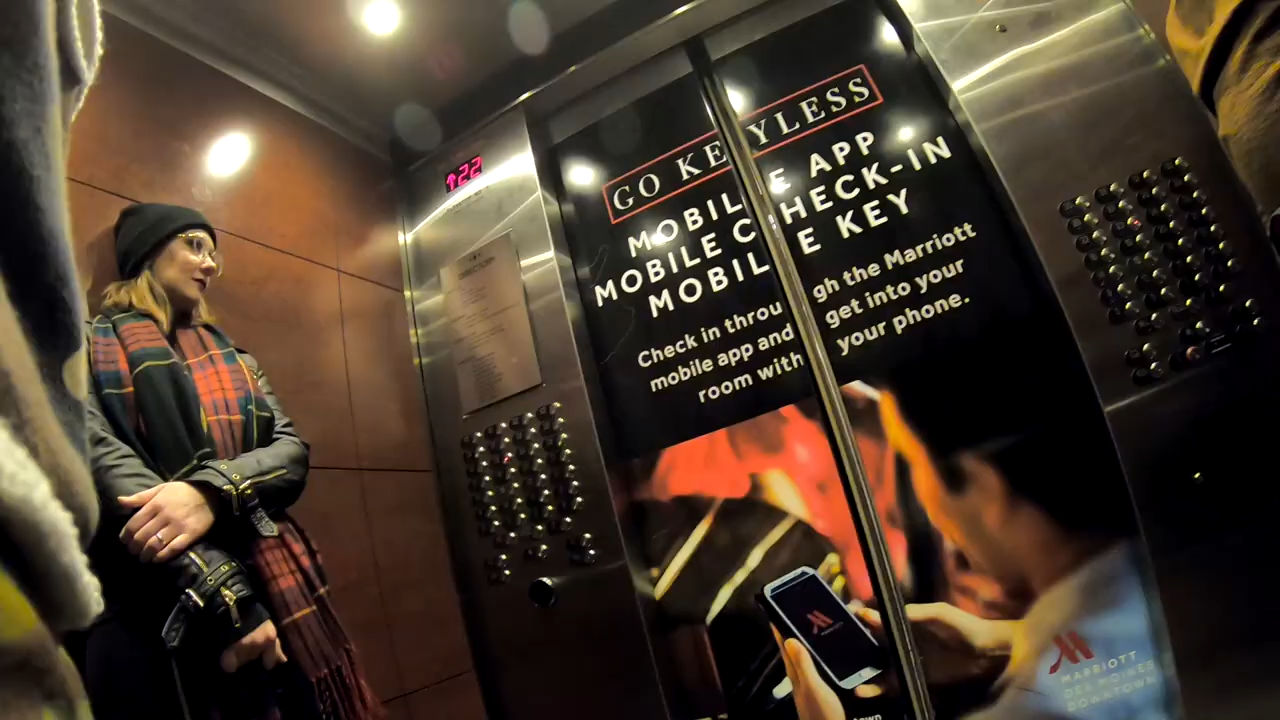 22
DIRECTORY
GO KEYLESS
MOBILE APP
MOBILE CHECK-IN
MOBILE KEY
Check in through the Marriott
mobile app and get into your
room with your phone.
MARRIOTT
DES MOINES
DOWNTOWN